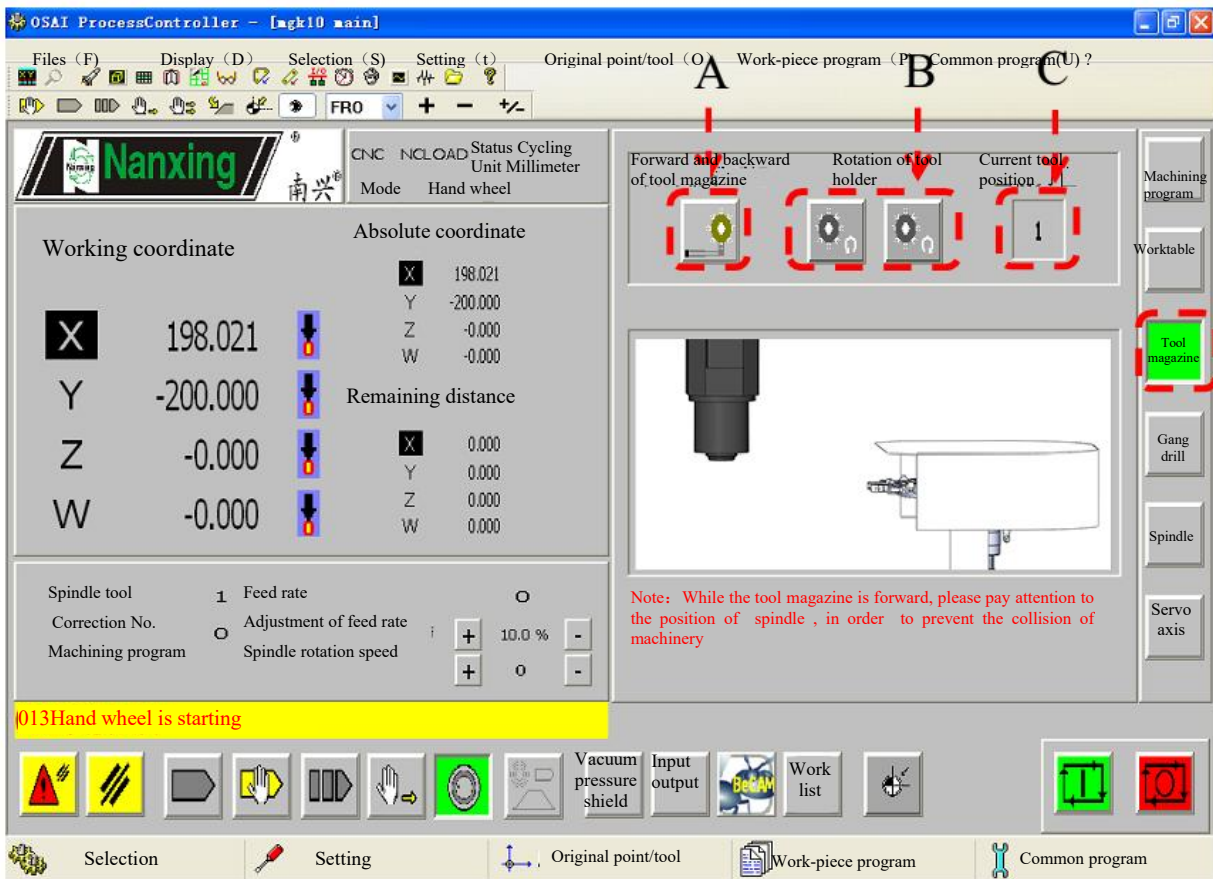 OSAI ProcessController - [mgk10 main]
Files（F） Display（D） Selection（S） Setting（t） Original point/tool（O） Work-piece program（P） Common program(U) ?
A B C
FRO + - +/-
Nanxing ®
Nanxing
南兴®
CNC NCLOAD Status Cycling
Unit Millimeter
Mode Hand wheel
Working coordinate
X 198.021
Y -200.000
Z -0.000
W -0.000
Absolute coordinate
X 198.021
Y -200.000
Z -0.000
W -0.000
Remaining distance
X 0.000
Y 0.000
Z 0.000
W 0.000
Spindle tool 1 Feed rate 0
Correction No. 0 Adjustment of feed rate + 10.0 % -
Machining program Spindle rotation speed
+ 0 -
Forward and backward
of tool magazine
Rotation of tool
holder
Current tool
position
1
Note：While the tool magazine is forward, please pay attention to
the position of spindle , in order to prevent the collision of
machinery
Machining
program
Worktable
Tool
magazine
Gang
drill
Spindle
Servo
axis
013Hand wheel is starting
Vacuum
pressure
shield
Input
output
BeCAM
Work
list
Selection
Setting
Original point/tool
Work-piece program
Common program